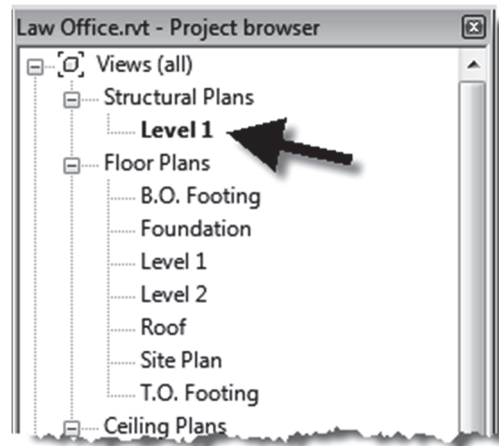 Law Office.rvt - Project browser
Views (all)
Structural Plans
Level 1
Floor Plans
B.O. Footing
Foundation
Level 1
Level 2
Roof
Site Plan
T.O. Footing
Ceiling Plans